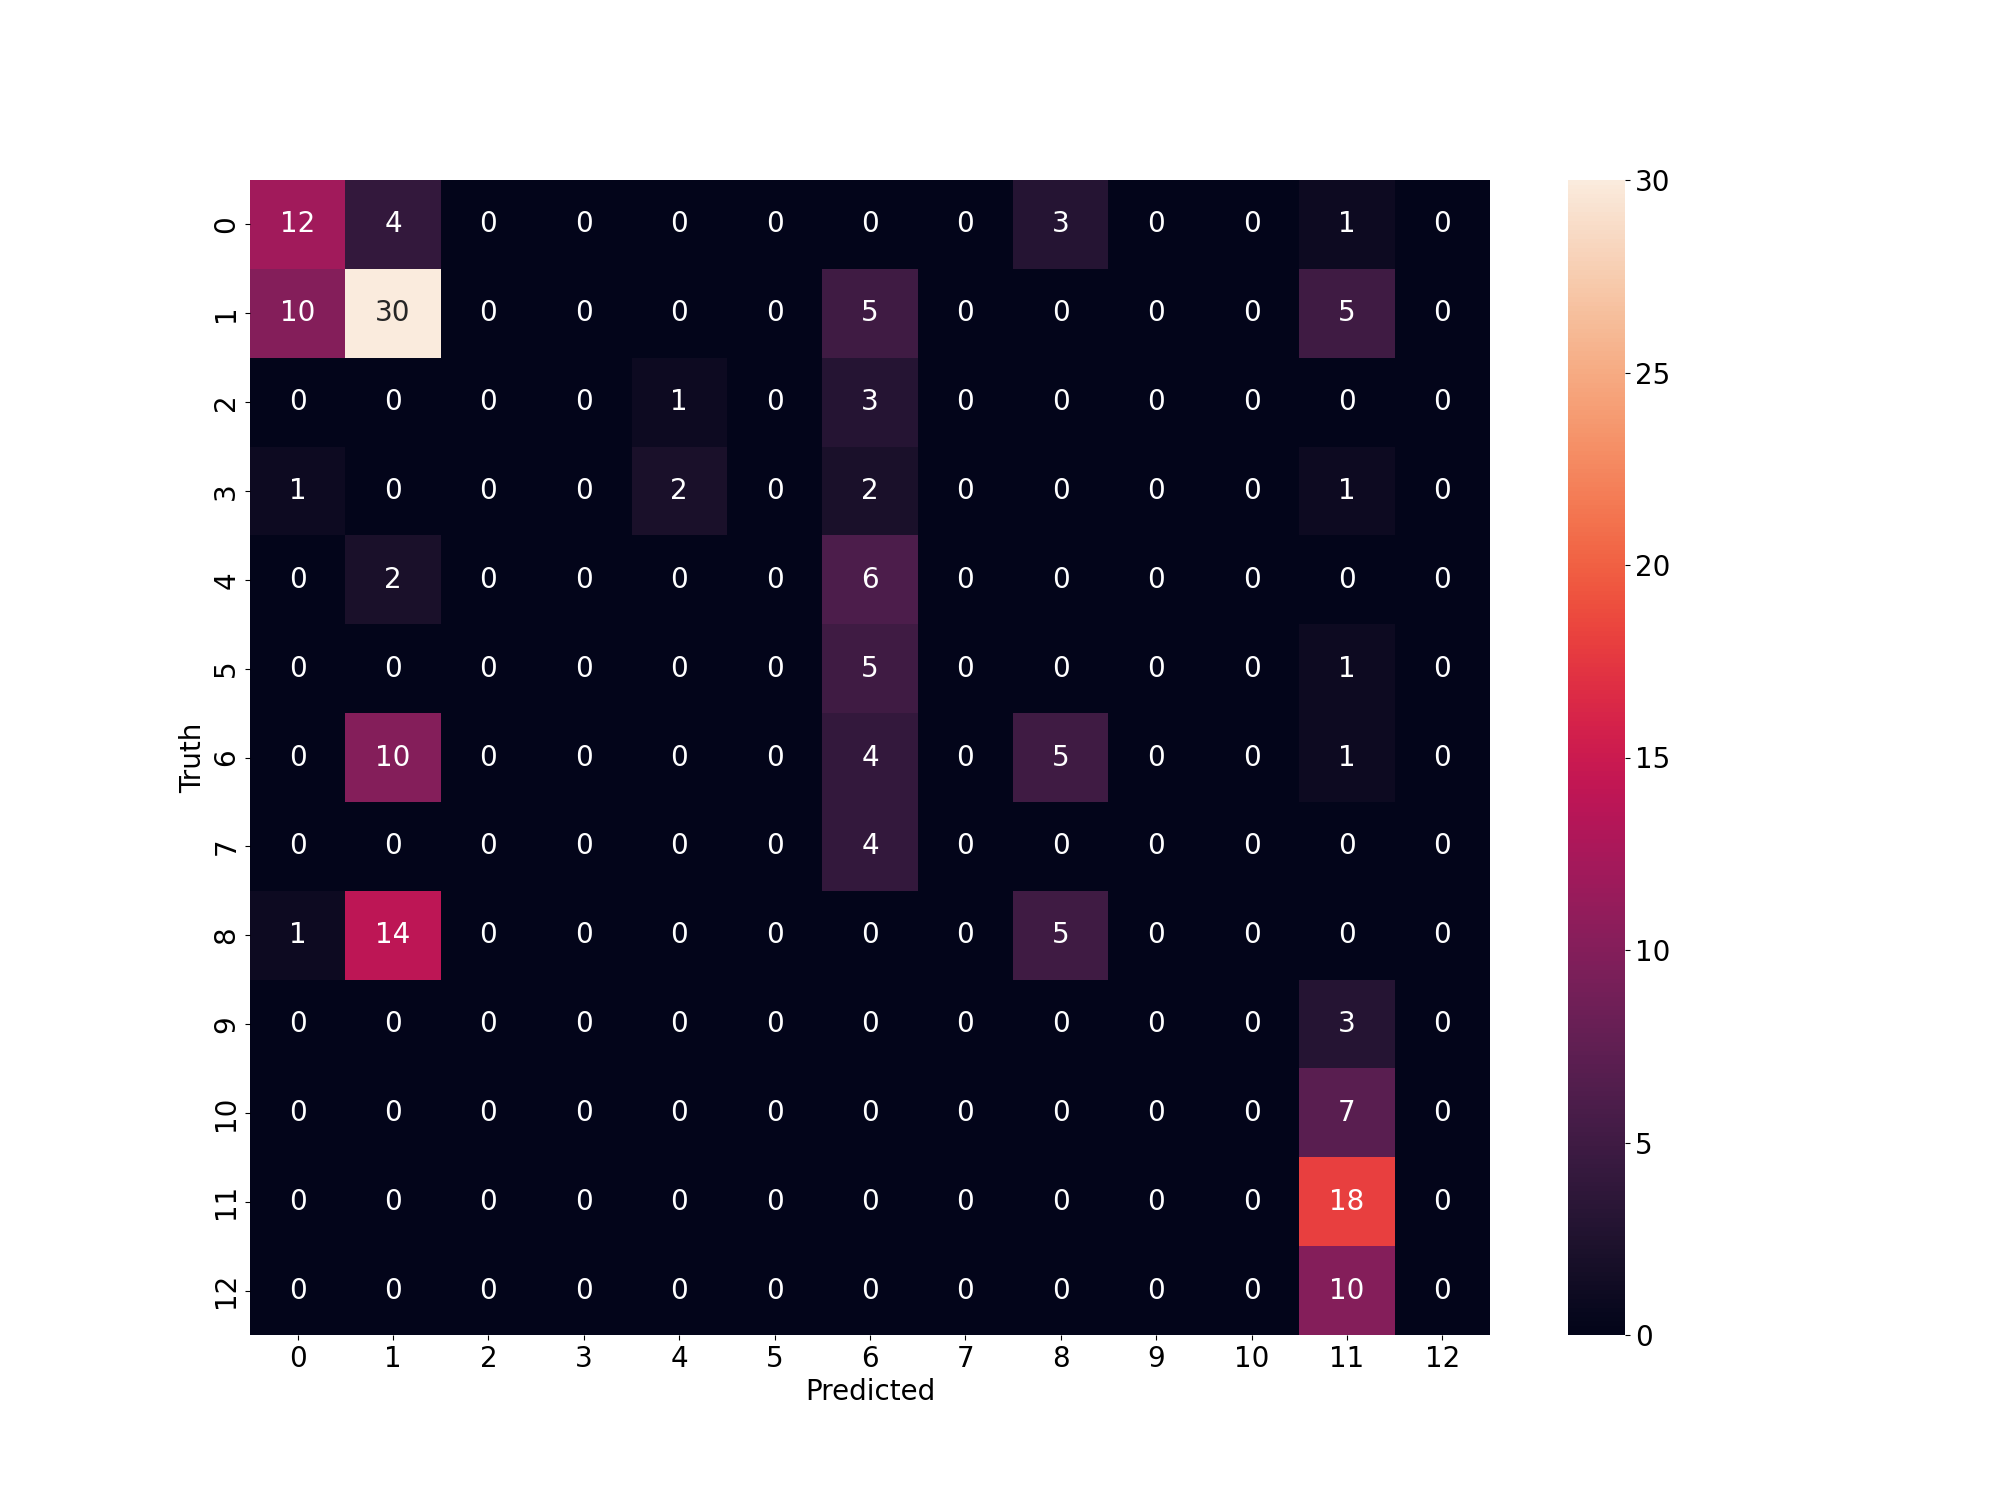 0 12 4 0 0 0 0 0 0 3 0 0 1 0
1 10 30 0 0 0 0 5 0 0 0 0 5 0
2 0 0 0 0 1 0 3 0 0 0 0 0 0
3 1 0 0 0 2 0 2 0 0 0 0 1 0
4 0 2 0 0 0 0 6 0 0 0 0 0 0
5 0 0 0 0 0 0 5 0 0 0 0 1 0
6 0 10 0 0 0 0 4 0 5 0 0 1 0
7 0 0 0 0 0 0 4 0 0 0 0 0 0
8 1 14 0 0 0 0 0 0 5 0 0 0 0
9 0 0 0 0 0 0 0 0 0 0 0 3 0
10 0 0 0 0 0 0 0 0 0 0 0 7 0
11 0 0 0 0 0 0 0 0 0 0 0 18 0
12 0 0 0 0 0 0 0 0 0 0 0 10 0
0 1 2 3 4 5 6 7 8 9 10 11 12
Predicted
Truth
30
25
20
15
10
5
0